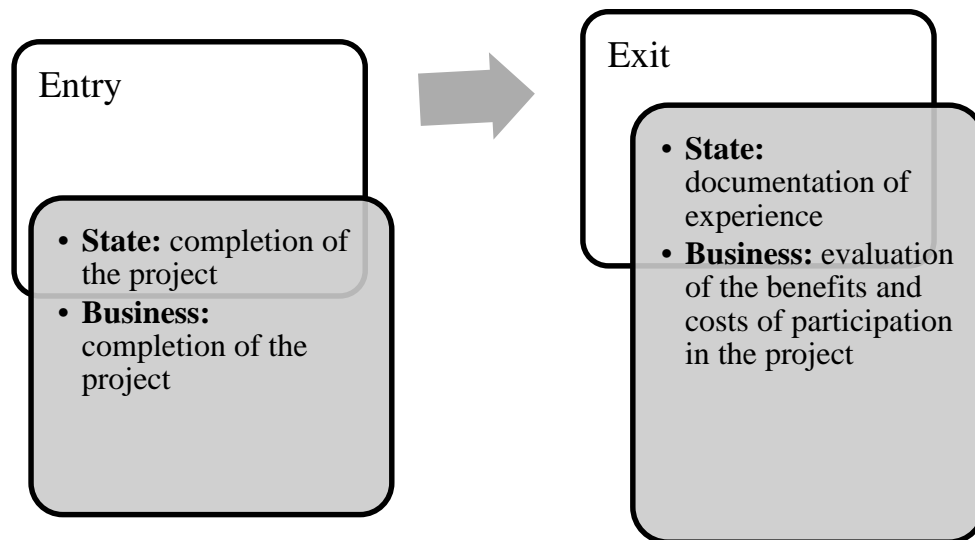 Entry
• State: completion of
the project
• Business:
completion of the
project
Exit
• State:
documentation of
experience
• Business: evaluation
of the benefits and
costs of participation
in the project